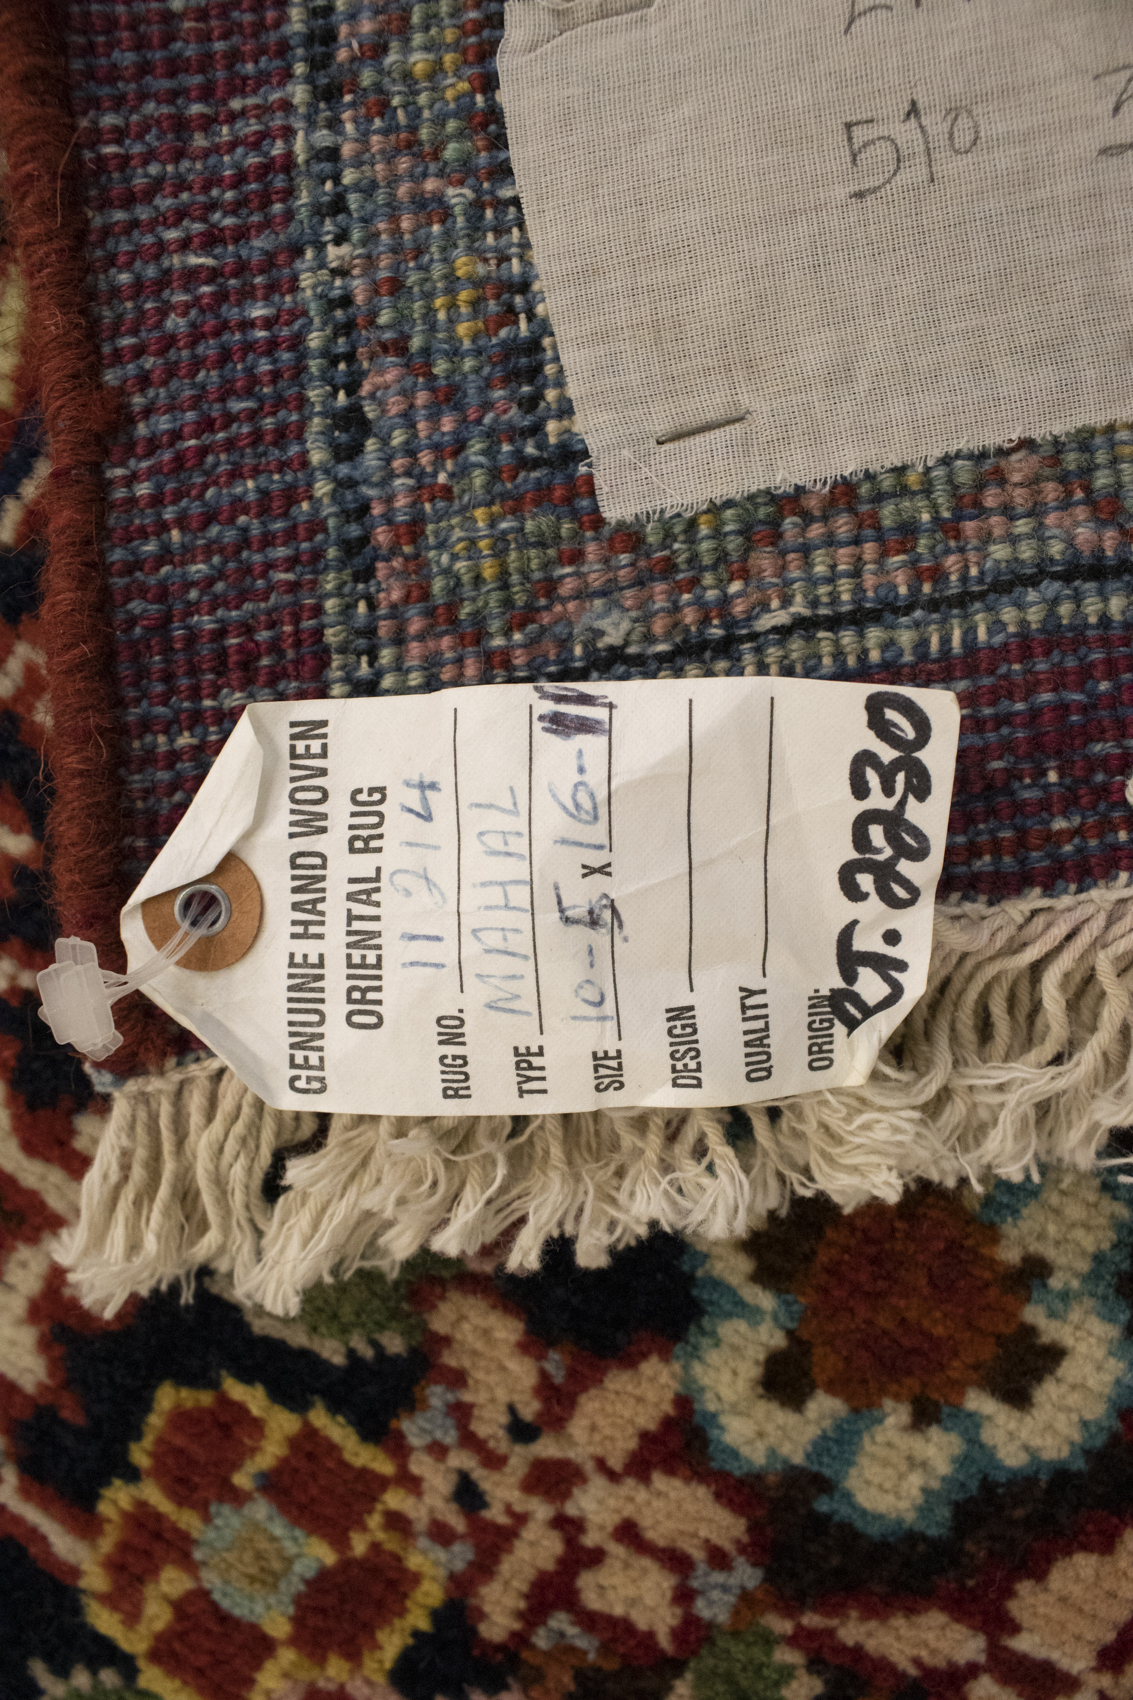 510
GENUINE HAND WOVEN
ORIENTAL RUG
RUG NO. 11214
TYPE MAHAL
SIZE 10-5 X 16-
DESIGN
QUALITY
ORIGIN:
RT.2230